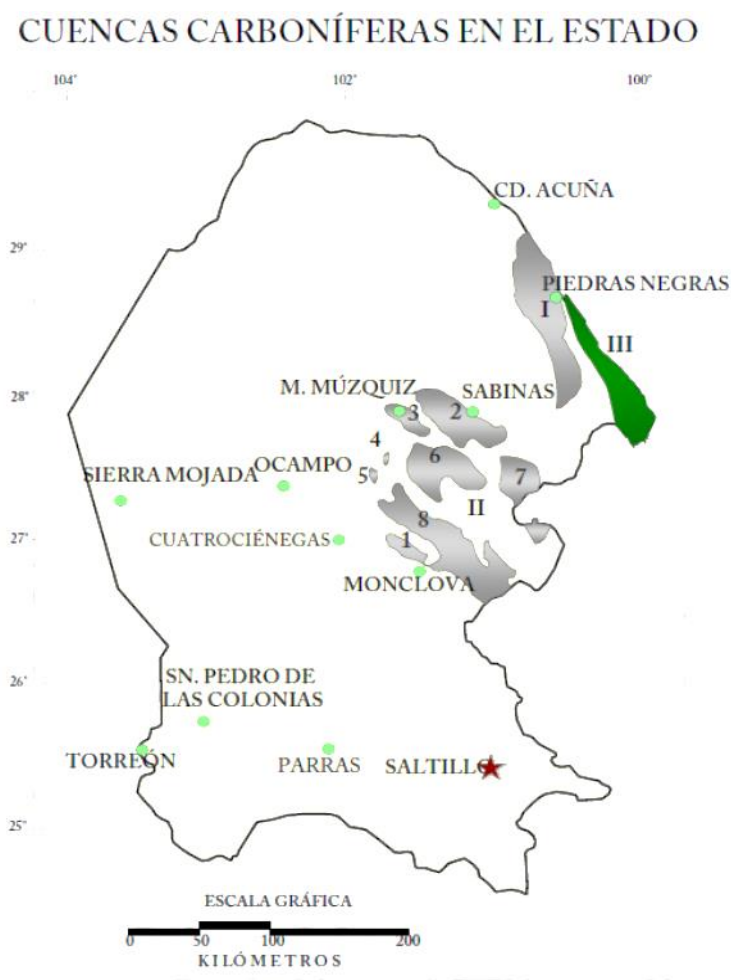 CUENCAS CARBONÍFERAS EN EL ESTADO
104° 102° 100°
CD. ACUÑA
29°
PIEDRAS NEGRAS
I
III
28°
M. MÚZQUIZ
SABINAS
3 2
4
SIERRA MOJADA OCAMPO
5
6
7
II
8
27°
CUATROCIÉNEGAS
1
MONCLOVA
26°
SN. PEDRO DE
LAS COLONIAS
TORREÓN
PARRAS
SALTILLO
25°
ESCALA GRÁFICA
0 50 100 200
KILÓMETROS